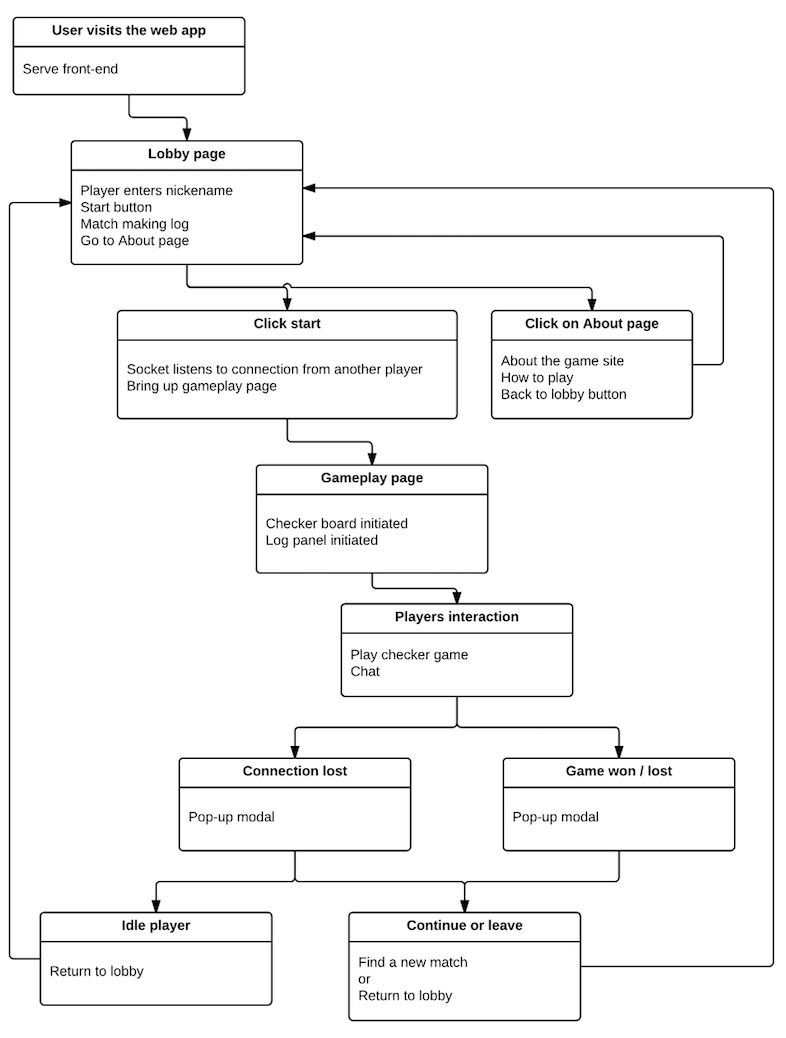 User visits the web app
Serve front-end
Lobby page
Player enters nickename
Start button
Match making log
Go to About page
Click start
Socket listens to connection from another player
Bring up gameplay page
Click on About page
About the game site
How to play
Back to lobby button
Gameplay page
Checker board initiated
Log panel initiated
Players interaction
Play checker game
Chat
Connection lost
Pop-up modal
Game won / lost
Pop-up modal
Idle player
Return to lobby
Continue or leave
Find a new match
or
Return to lobby